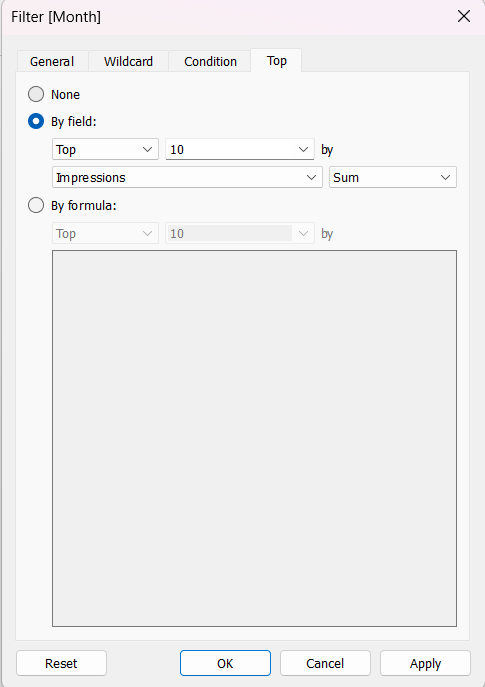 Filter [Month]
General Wildcard Condition Top
None
By field:
Top 10 by
Impressions Sum
By formula:
Top 10 by
Reset OK Cancel Apply